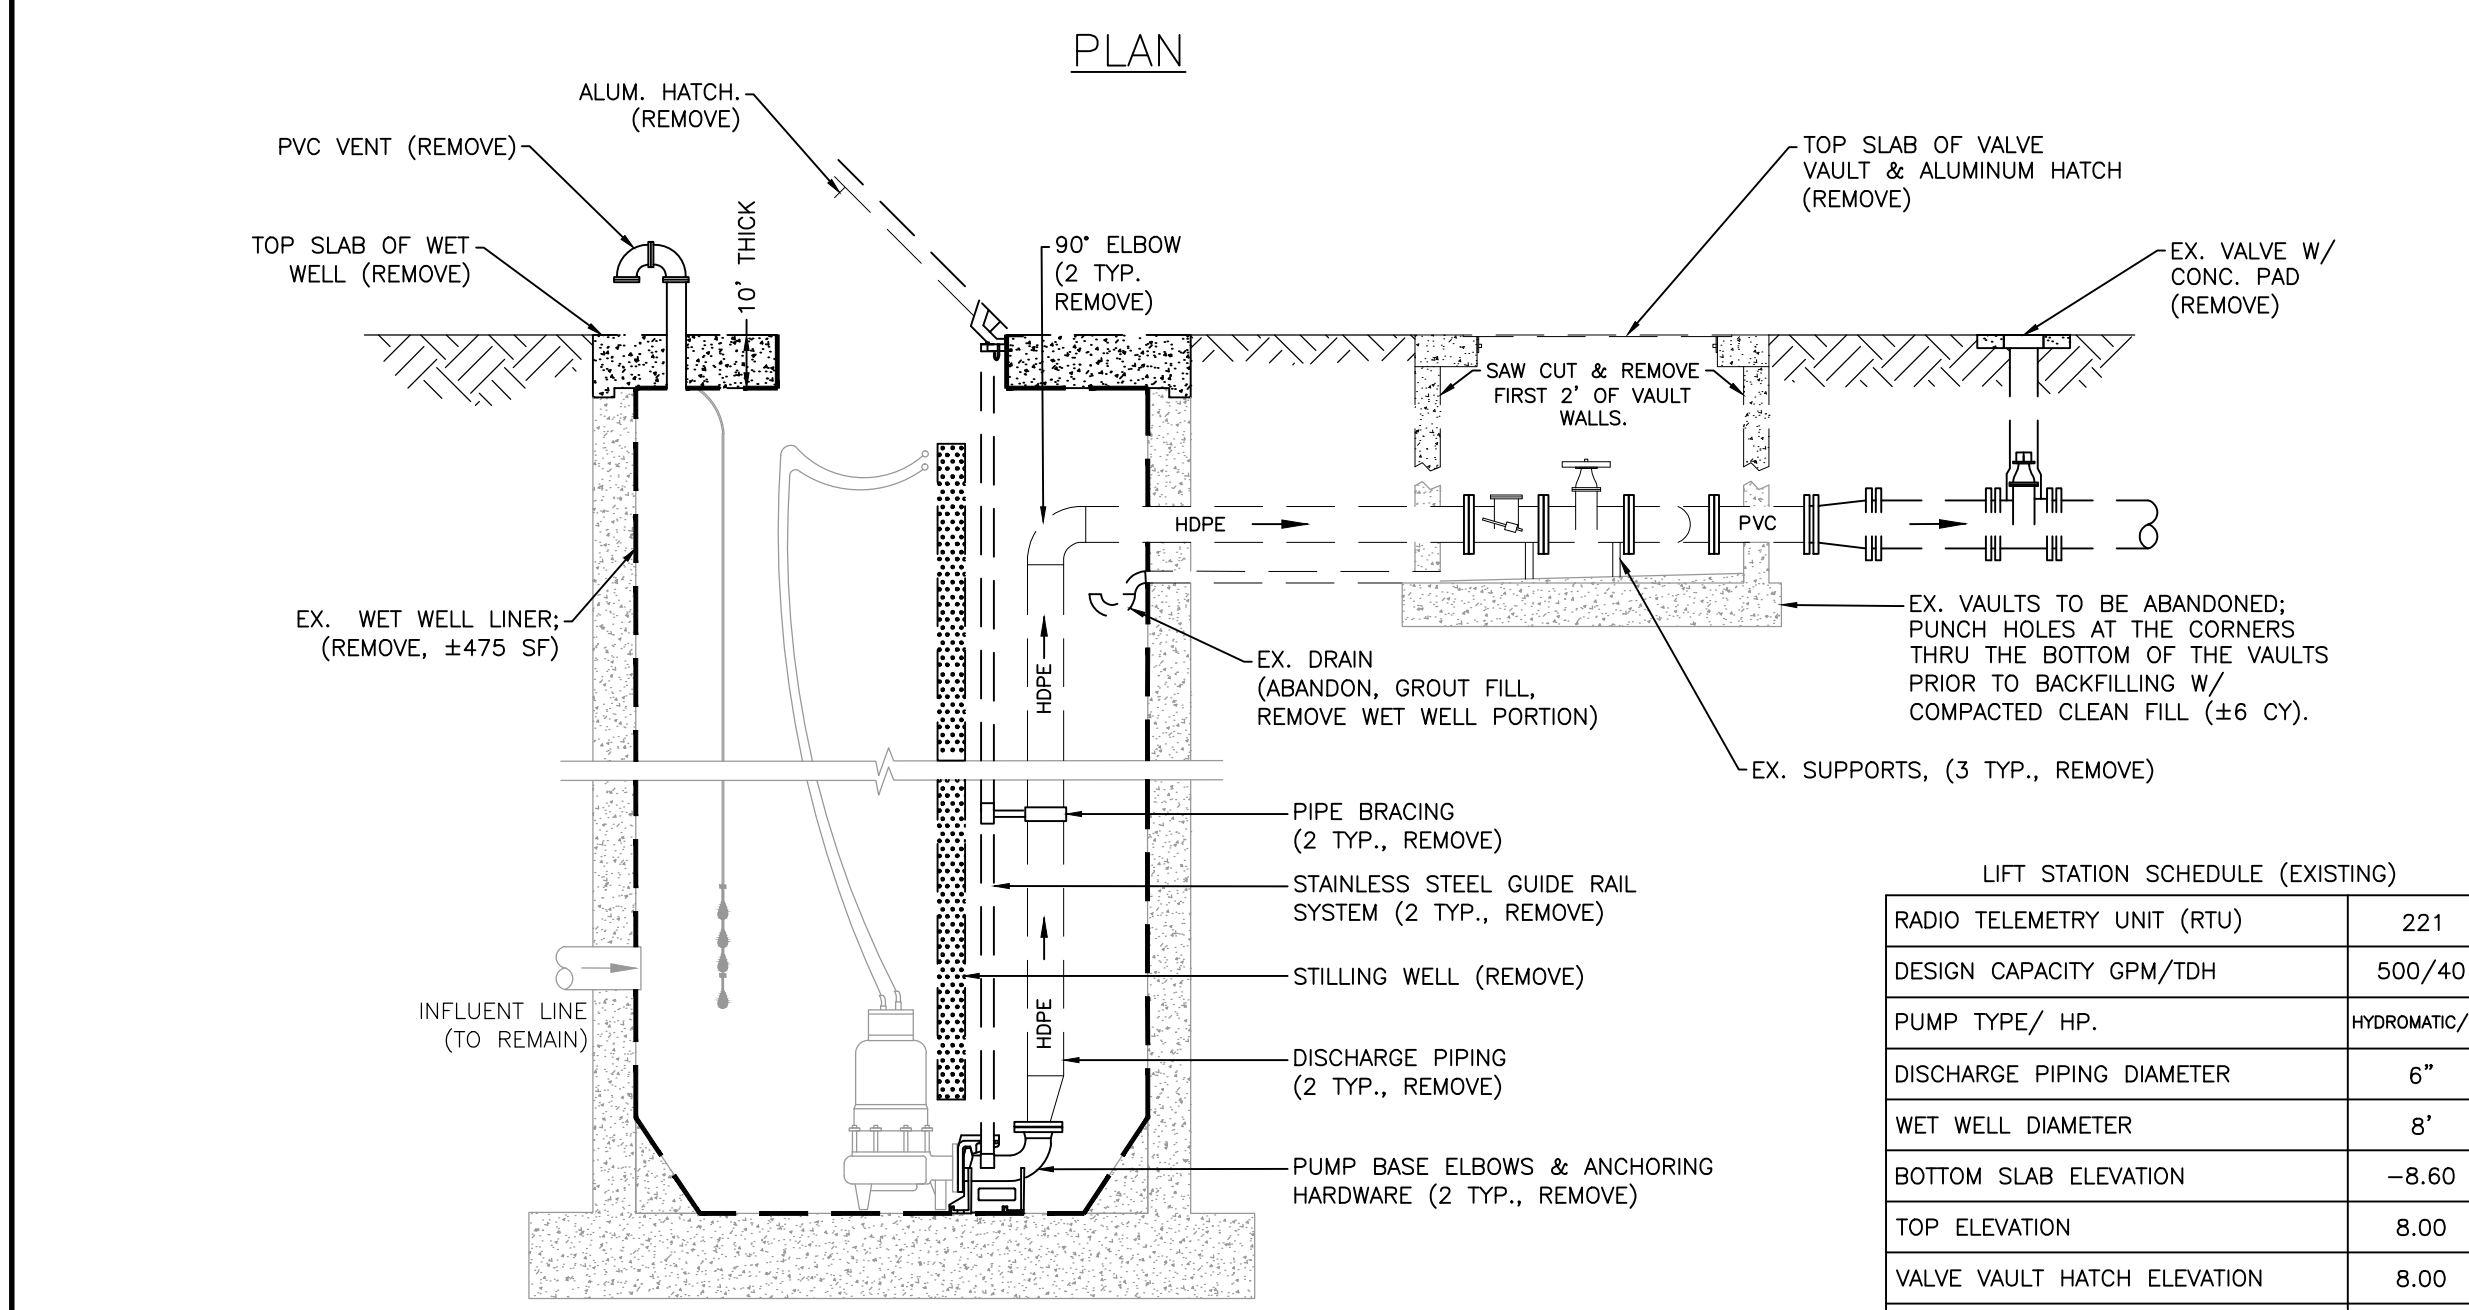 PLAN
ALUM. HATCH.
(REMOVE)
PVC VENT (REMOVE)
TOP SLAB OF WET
WELL (REMOVE)
10' THICK
90° ELBOW
(2 TYP.
REMOVE)
TOP SLAB OF VALVE
VAULT & ALUMINUM HATCH
(REMOVE)
EX. VALVE W/
CONC. PAD
(REMOVE)
SAW CUT & REMOVE
FIRST 2' OF VAULT
WALLS.
HDPE
PVC
EX. WET WELL LINER;
(REMOVE, ±475 SF)
HDPE
EX. DRAIN
(ABANDON, GROUT FILL,
REMOVE WET WELL PORTION)
EX. VAULTS TO BE ABANDONED;
PUNCH HOLES AT THE CORNERS
THRU THE BOTTOM OF THE VAULTS
PRIOR TO BACKFILLING W/
COMPACTED CLEAN FILL (±6 CY).
EX. SUPPORTS, (3 TYP., REMOVE)
PIPE BRACING
(2 TYP., REMOVE)
STAINLESS STEEL GUIDE RAIL
SYSTEM (2 TYP., REMOVE)
STILLING WELL (REMOVE)
INFLUENT LINE
(TO REMAIN)
HDPE
DISCHARGE PIPING
(2 TYP., REMOVE)
PUMP BASE ELBOWS & ANCHORING
HARDWARE (2 TYP., REMOVE)
LIFT STATION SCHEDULE (EXISTING)
RADIO TELEMETRY UNIT (RTU) 221
DESIGN CAPACITY GPM/TDH 500/40
PUMP TYPE/ HP. HYDROMATIC/
DISCHARGE PIPING DIAMETER 6"
WET WELL DIAMETER 8'
BOTTOM SLAB ELEVATION -8.60
TOP ELEVATION 8.00
VALVE VAULT HATCH ELEVATION 8.00